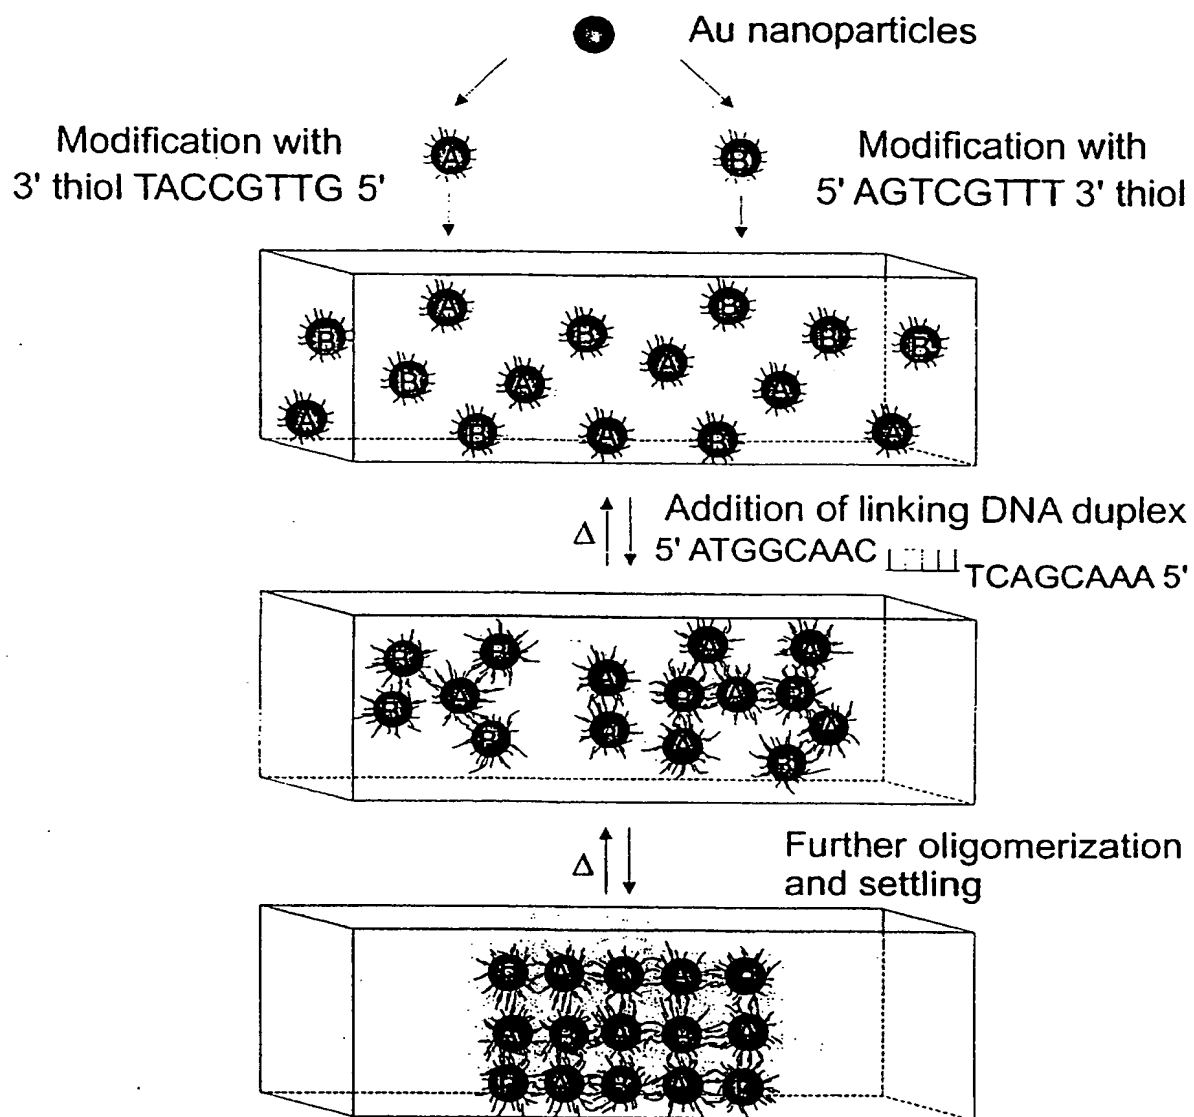 Au nanoparticles
Modification with
3' thiol TACCGTTG 5'
A
B
Modification with
5' AGTCGTTT 3' thiol
A
B
B
B
B
B
A
B
A
A
A
B
A
B
A
Δ
Addition of linking DNA duplex
5' ATGGCAAC
TCAGCAAA 5'
A
A
A
A
A
A
Δ
Further oligomerization
and settling
A
A
A
A
A
A